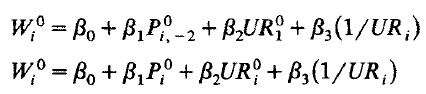 W_i^0 = β_0 + β_1 P_{i,-2}^0 + β_2 UR_1^0 + β_3 (1/UR_i)
W_i^0 = β_0 + β_1 P_i^0 + β_2 UR_i^0 + β_3 (1/UR_i)